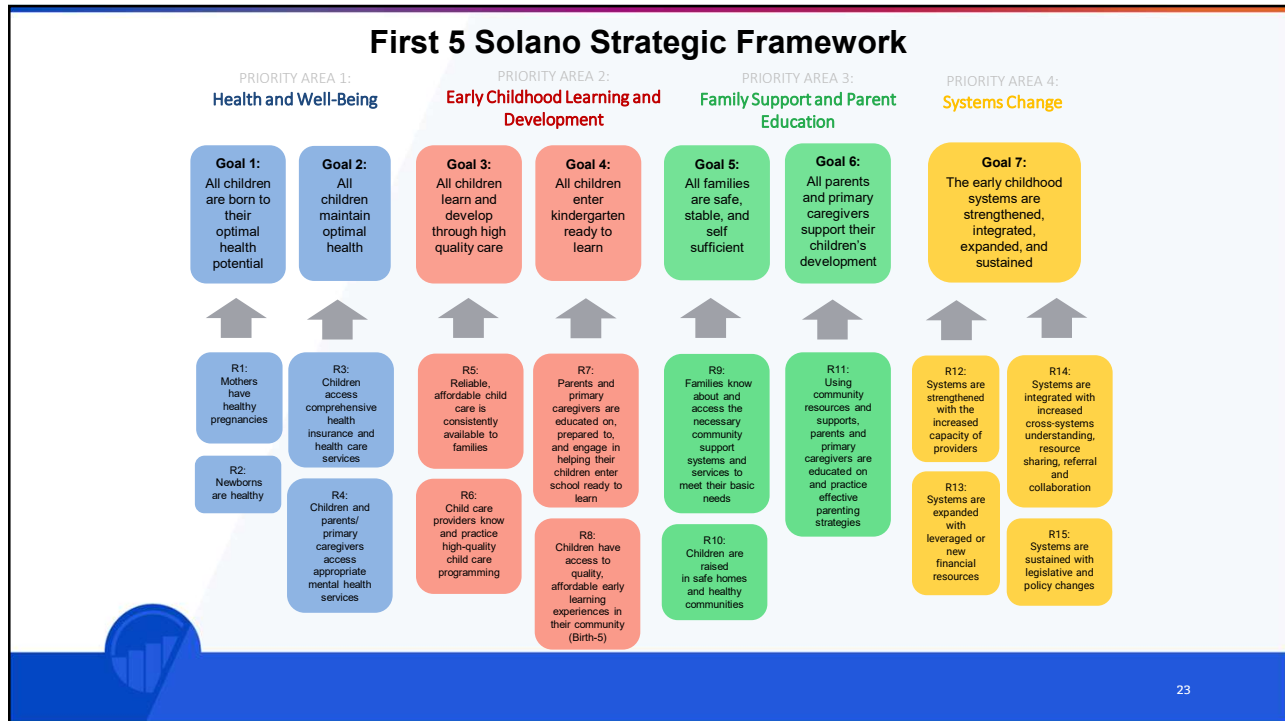 First 5 Solano Strategic Framework
PRIORITY AREA 1:
Health and Well-Being
PRIORITY AREA 2:
Early Childhood Learning and
Development
PRIORITY AREA 3:
Family Support and Parent
Education
PRIORITY AREA 4:
Systems Change
Goal 1:
All children
are born to
their
optimal
health
potential
Goal 2:
All
children
maintain
optimal
health
Goal 3:
All children
learn and
develop
through high
quality care
Goal 4:
All children
enter
kindergarten
ready to
learn
Goal 5:
All families
are safe,
stable, and
self
sufficient
Goal 6:
All parents
and primary
caregivers
support their
children's
development
Goal 7:
The early childhood
systems are
strengthened,
integrated,
expanded, and
sustained
R1:
Mothers
have
healthy
pregnancies
R2:
Newborns
are healthy
R3:
Children
access
comprehensive
health
insurance and
health care
services
R4:
Children and
parents/
primary
caregivers
access
appropriate
mental health
services
R5:
Reliable,
affordable child
care is
consistently
available to
families
R6:
Child care
providers know
and practice
high-quality
child care
programming
R7:
Parents and
primary
caregivers are
educated on,
prepared to,
and engage in
helping their
children enter
school ready to
learn
R8:
Children have
access to
quality,
affordable early
learning
experiences in
their community
(Birth-5)
R9:
Families know
about and
access the
necessary
community
support
systems and
services to
meet their basic
needs
R10:
Children are
raised
in safe homes
and healthy
communities
R11:
Using
community
resources and
supports,
parents and
primary
caregivers are
educated on
and practice
effective
parenting
strategies
R12:
Systems are
strengthened
with the
increased
capacity of
providers
R13:
Systems are
expanded
with
leveraged or
new
financial
resources
R14:
Systems are
integrated with
increased
cross-systems
understanding,
resource
sharing, referral
and
collaboration
R15:
Systems are
sustained with
legislative and
policy changes
23